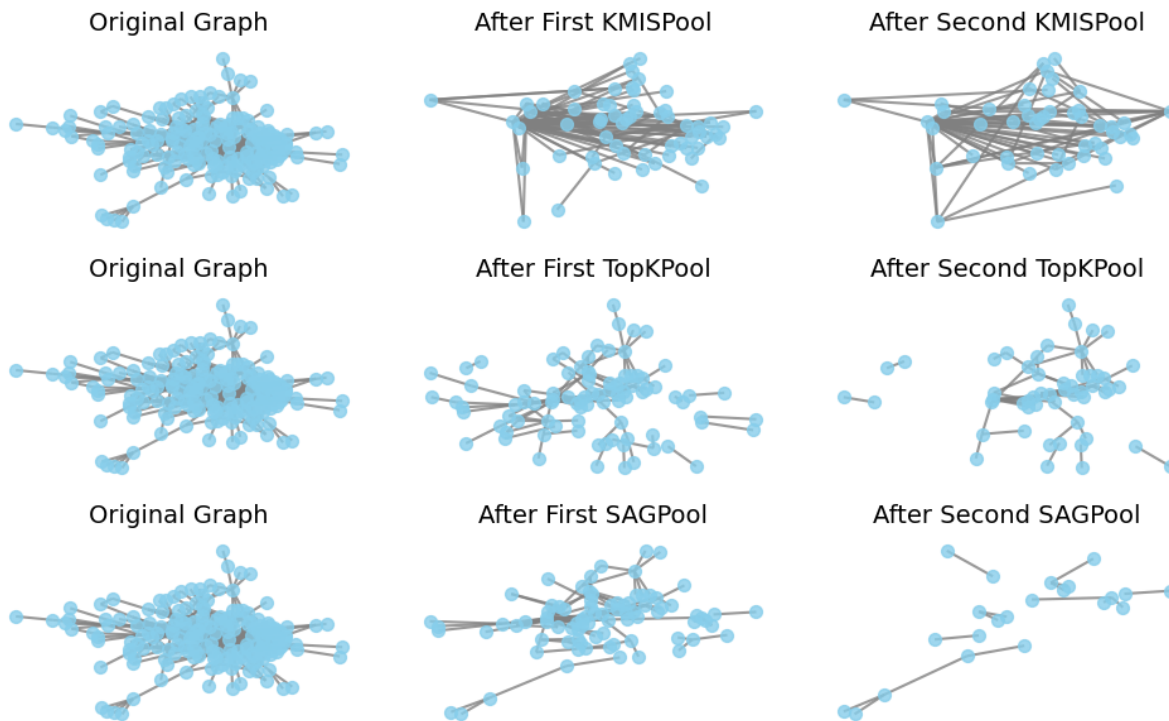 Original Graph
After First KMISPool
After Second KMISPool
Original Graph
After First TopKPool
After Second TopKPool
Original Graph
After First SAGPool
After Second SAGPool